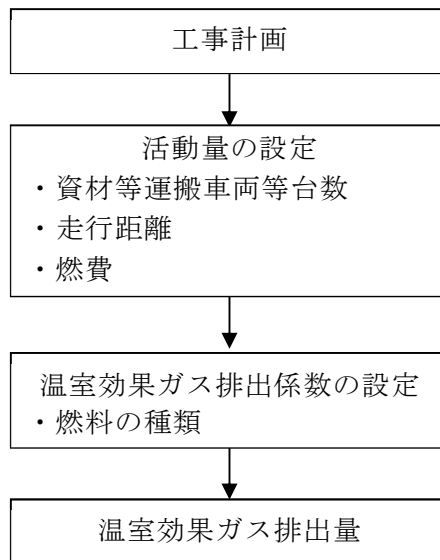 工事計画
活動量の設定
・資材等運搬車両等台数
・走行距離
・燃費
温室効果ガス排出係数の設定
・燃料の種類
温室効果ガス排出量